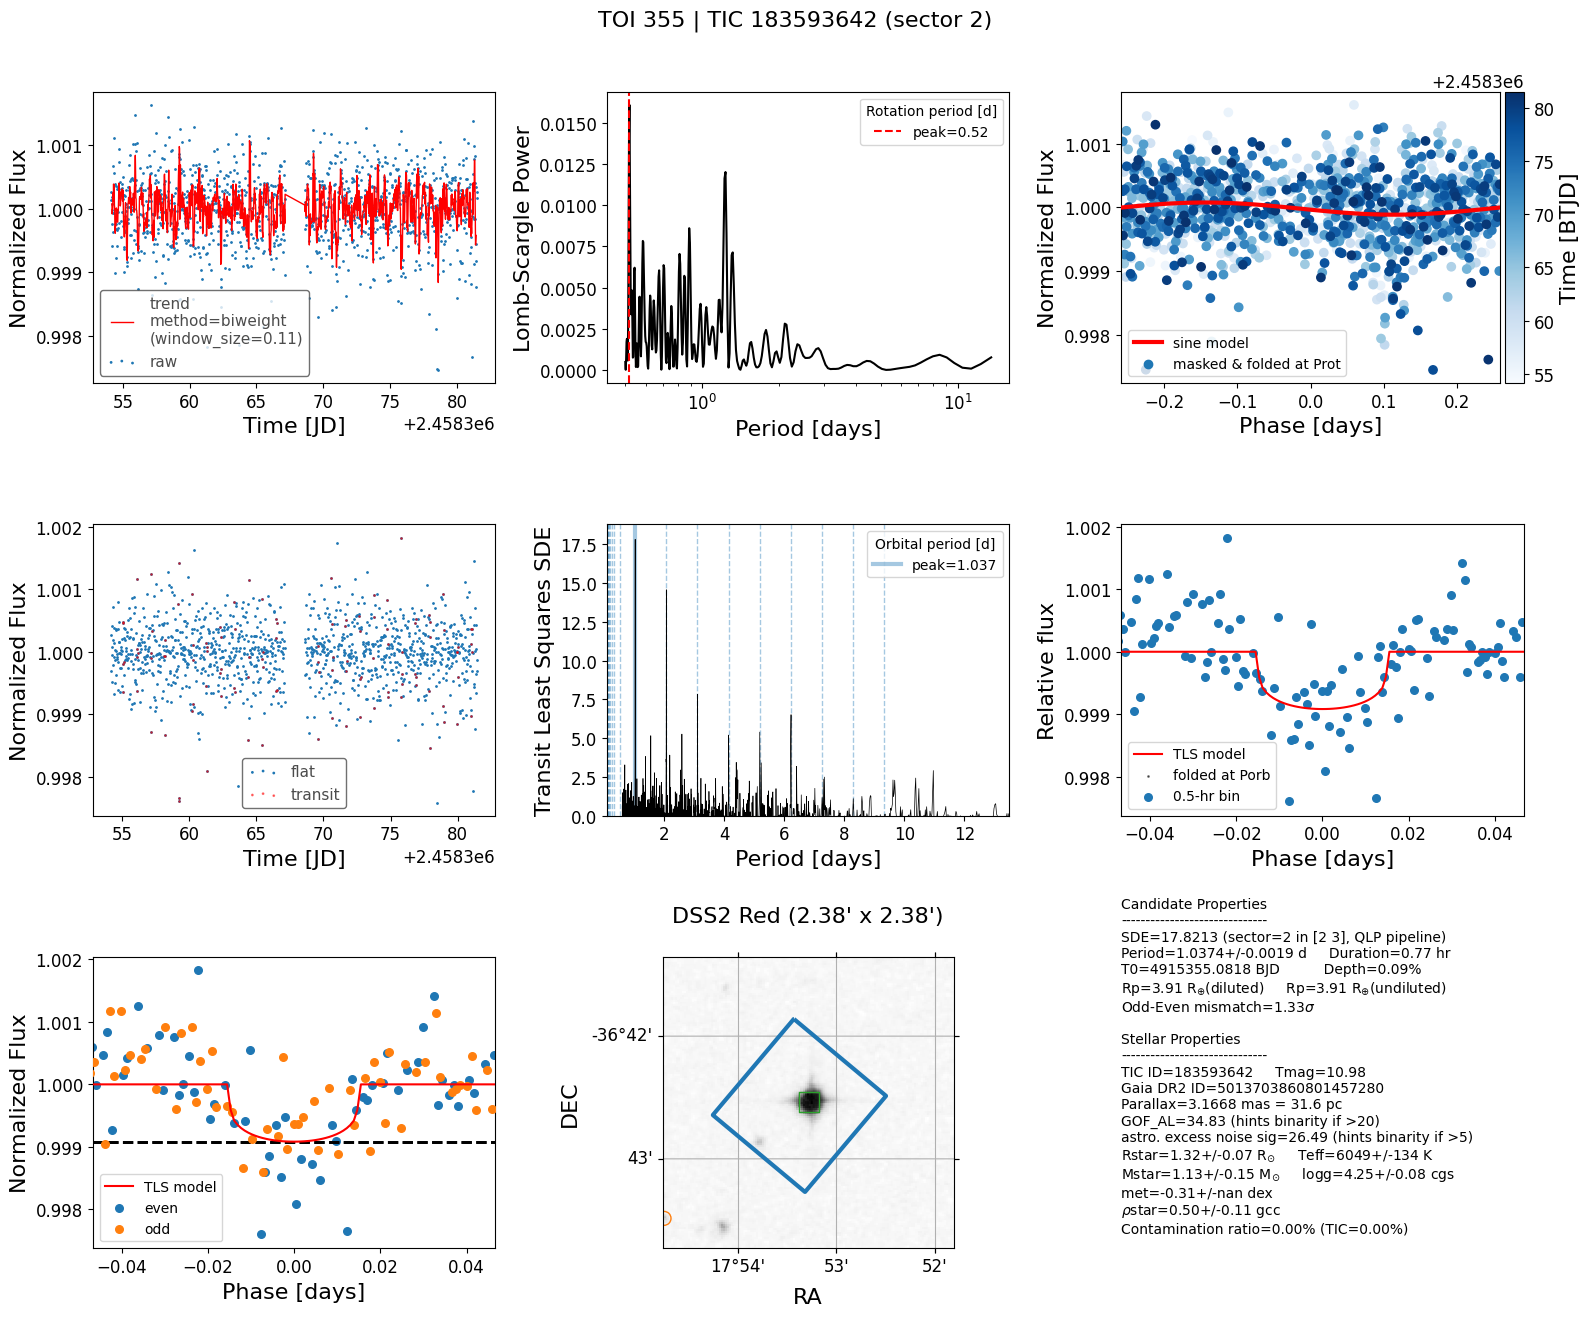 TOI 355 | TIC 183593642 (sector 2)
Normalized Flux
1.001
1.000
0.999
0.998
trend
method=biweight
(window_size=0.11)
raw
55 60 65 70 75 80
Time [JD]
+2.4583e6
Lomb-Scargle Power
0.0150
0.0125
0.0100
0.0075
0.0050
0.0025
0.0000
Rotation period [d]
peak=0.52
10⁰ 10¹
Period [days]
Normalized Flux
1.001
1.000
0.999
0.998
sine model
masked & folded at Prot
−0.2 −0.1 0.0 0.1 0.2
Phase [days]
+2.4583e6
80
75
70
65
60
55
Time [BTJD]
Normalized Flux
1.002
1.001
1.000
0.999
0.998
flat
transit
55 60 65 70 75 80
Time [JD]
+2.4583e6
Transit Least Squares SDE
17.5
15.0
12.5
10.0
7.5
5.0
2.5
0.0
Orbital period [d]
peak=1.037
2 4 6 8 10 12
Period [days]
Relative flux
1.002
1.001
1.000
0.999
0.998
TLS model
folded at Porb
0.5-hr bin
−0.04 −0.02 0.00 0.02 0.04
Phase [days]
Normalized Flux
1.002
1.001
1.000
0.999
0.998
TLS model
even
odd
−0.04 −0.02 0.00 0.02 0.04
Phase [days]
DSS2 Red (2.38' x 2.38')
DEC
-36°42'
43'
17°54' 53' 52'
RA
Candidate Properties
------------------------------
SDE=17.8213 (sector=2 in [2 3], QLP pipeline)
Period=1.0374+/-0.0019 d Duration=0.77 hr
T0=4915355.0818 BJD Depth=0.09%
Rp=3.91 R⊕(diluted) Rp=3.91 R⊕(undiluted)
Odd-Even mismatch=1.33σ
Stellar Properties
------------------------------
TIC ID=183593642 Tmag=10.98
Gaia DR2 ID=5013703860801457280
Parallax=3.1668 mas = 31.6 pc
GOF_AL=34.83 (hints binarity if >20)
astro. excess noise sig=26.49 (hints binarity if >5)
Rstar=1.32+/-0.07 R⊙ Teff=6049+/-134 K
Mstar=1.13+/-0.15 M⊙ logg=4.25+/-0.08 cgs
met=-0.31+/-nan dex
ρstar=0.50+/-0.11 gcc
Contamination ratio=0.00% (TIC=0.00%)